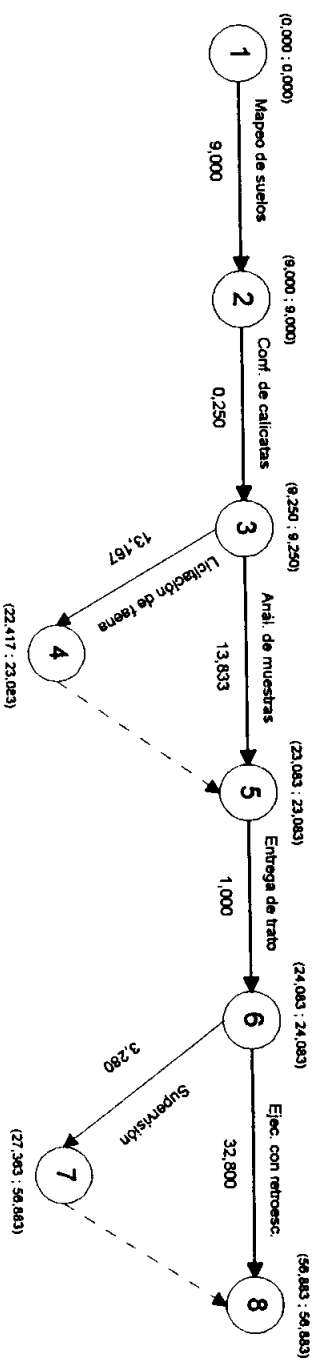 (0,000 ; 0,000)
1
Mapeo de suelos
9,000
(9,000 ; 9,000)
2
Conf. de calicatas
0,250
(9,250 ; 9,250)
3
Anál. de muestras
13,833
Licitación de faena
13,167
4
(22,417 ; 23,083)
(23,083 ; 23,083)
5
Entrega de trato
1,000
(24,083 ; 24,083)
6
Ejec. con retroesc.
32,800
Supervisión
3,280
7
(27,363 ; 56,883)
(56,883 ; 56,883)
8